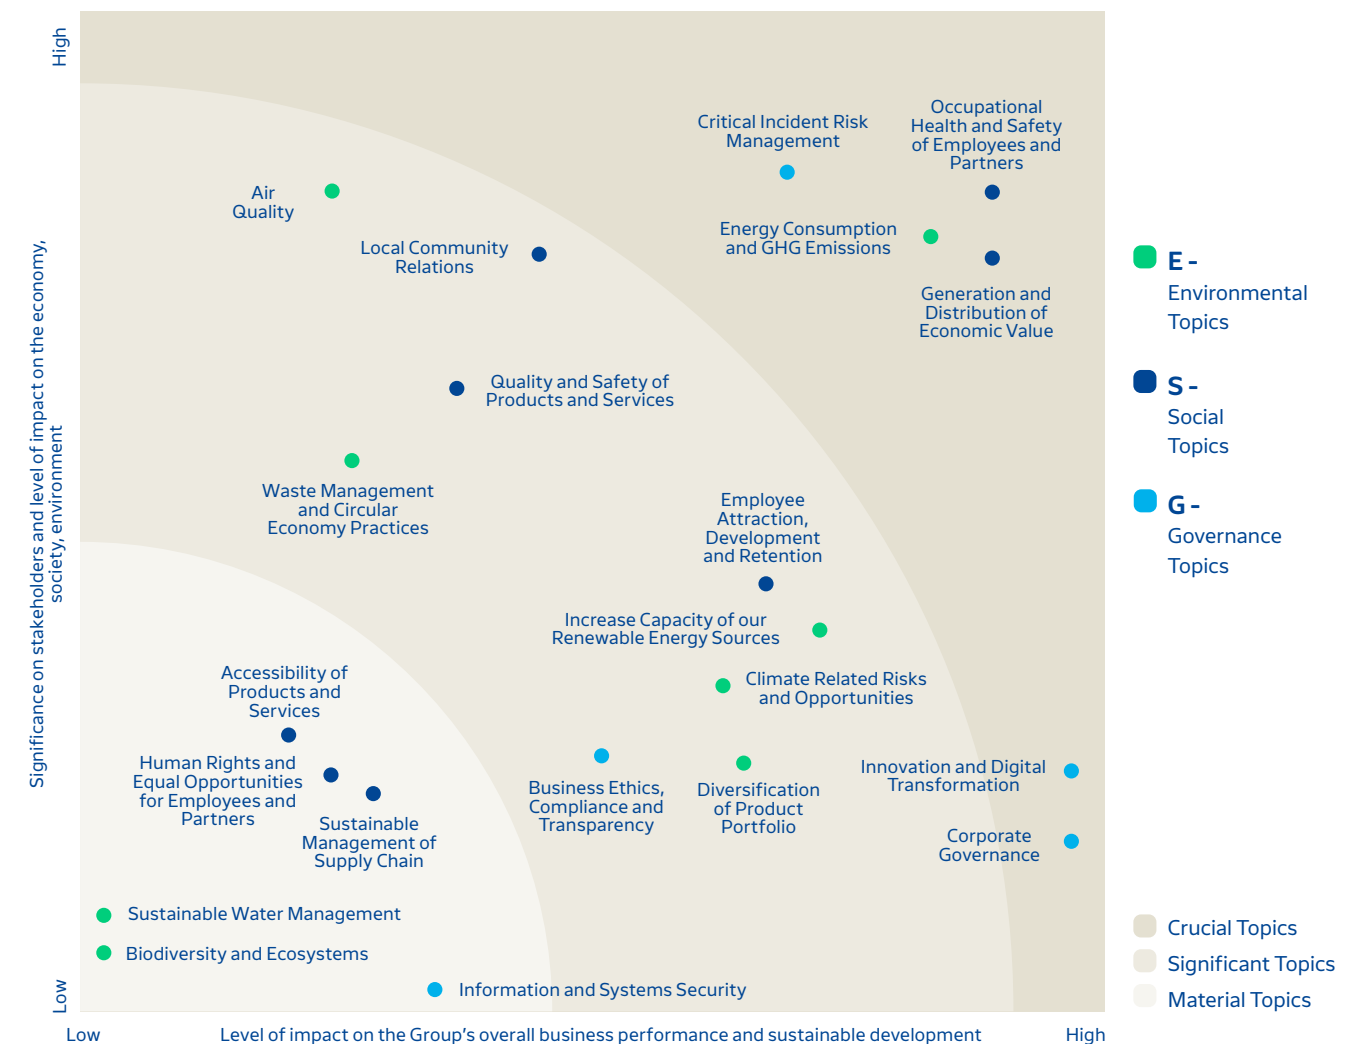 High
Significance on stakeholders and level of impact on the economy,
society, environment
Low
Critical Incident Risk
Management
Occupational
Health and Safety
of Employees and
Partners
Air
Quality
Local Community
Relations
Energy Consumption
and GHG Emissions
Generation and
Distribution of
Economic Value
Quality and Safety of
Products and Services
Waste Management
and Circular
Economy Practices
Employee
Attraction,
Development
and Retention
Increase Capacity of our
Renewable Energy Sources
Climate Related Risks
and Opportunities
Accessibility of
Products and
Services
Human Rights and
Equal Opportunities
for Employees and
Partners
Sustainable
Management of
Supply Chain
Business Ethics,
Compliance and
Transparency
Diversification
of Product
Portfolio
Innovation and Digital
Transformation
Corporate
Governance
Sustainable Water Management
Biodiversity and Ecosystems
Information and Systems Security
Low
Level of impact on the Group's overall business performance and sustainable development
High
E -
Environmental
Topics
S -
Social
Topics
G -
Governance
Topics
Crucial Topics
Significant Topics
Material Topics